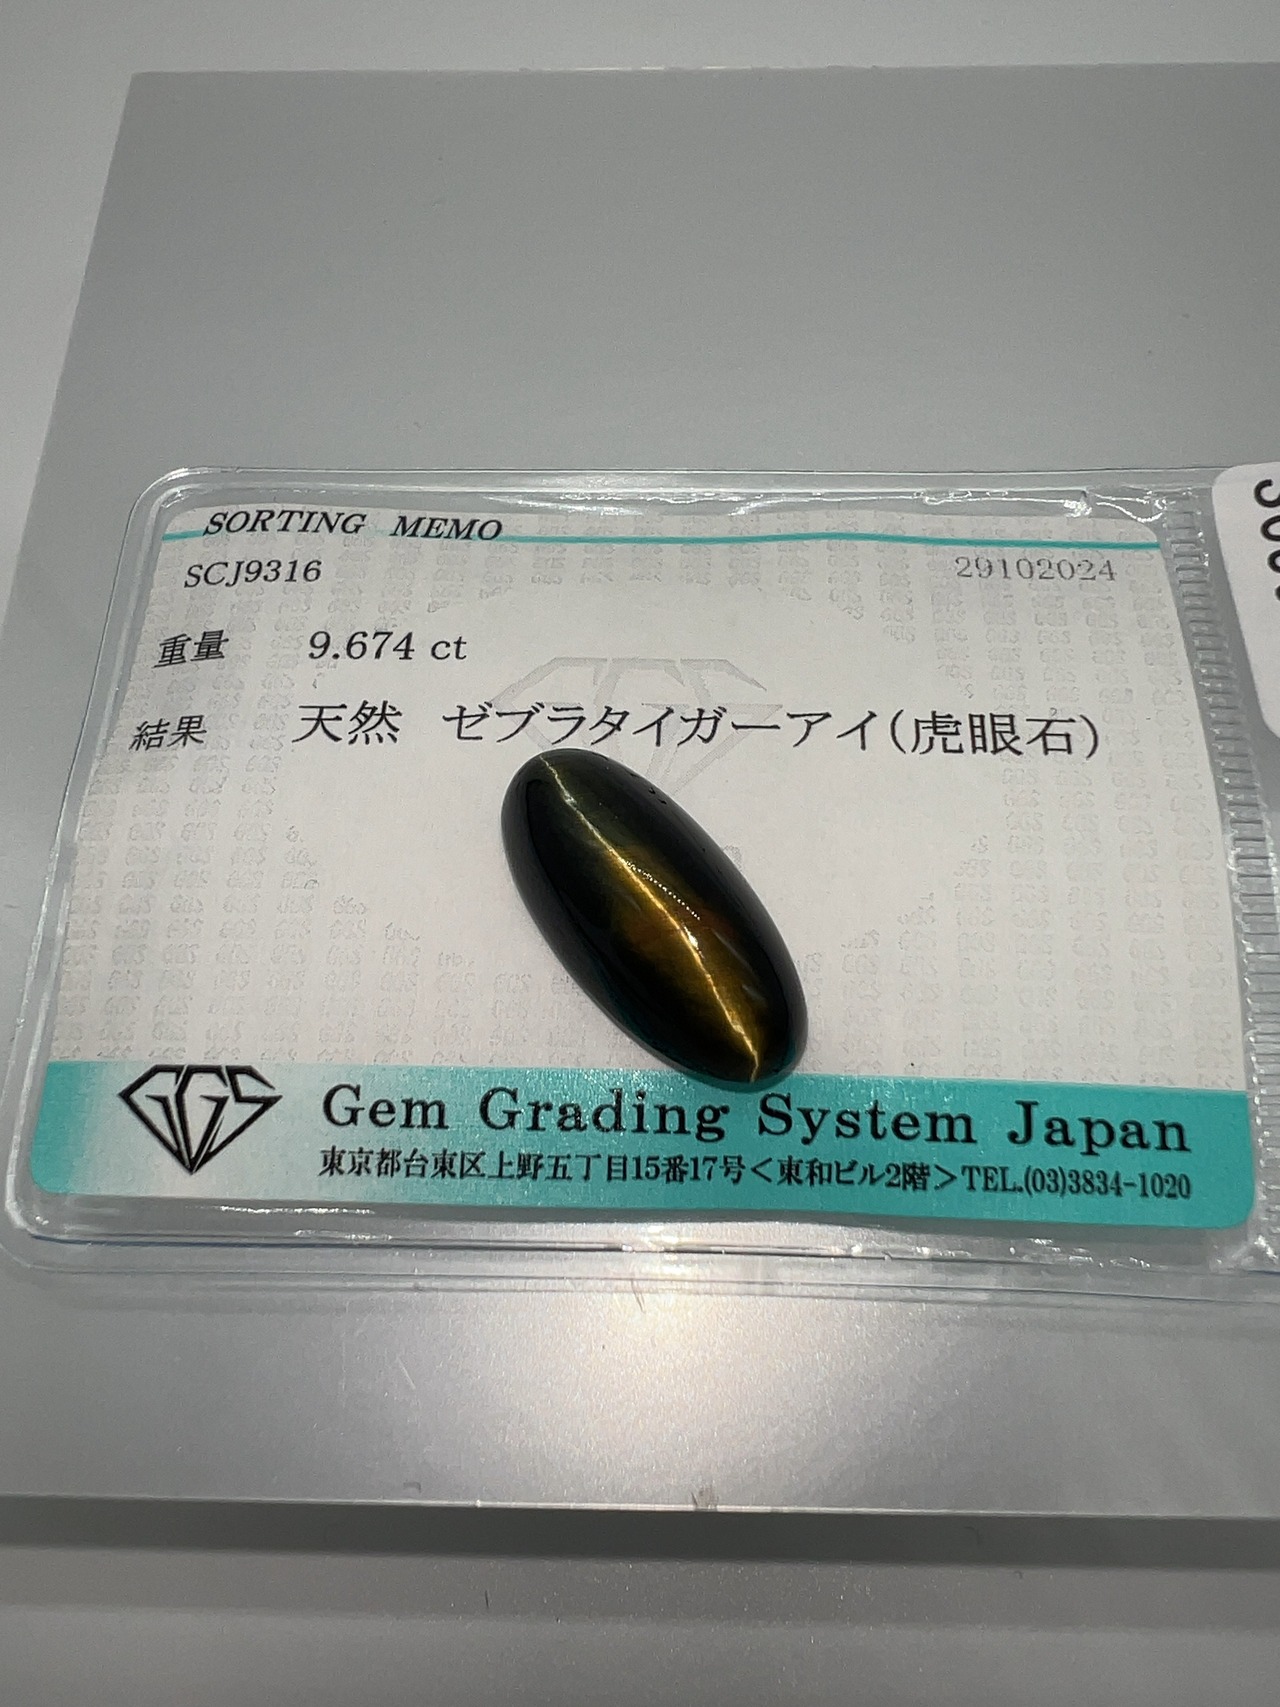 SORTING MEMO
SCJ9316 29102024
重量 9.674 ct
結果 天然 ゼブラタイガーアイ(虎眼石)
GGS
Gem Grading System Japan
東京都台東区上野五丁目15番17号<東和ビル2階>TEL.(03)3834-1020